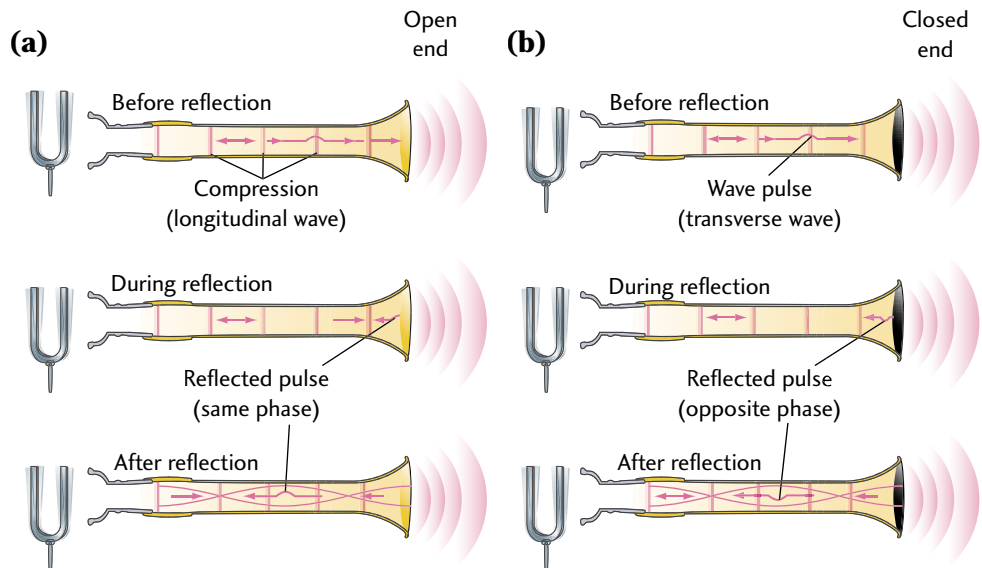 (a)
Open
end
Before reflection
Compression
(longitudinal wave)
During reflection
Reflected pulse
(same phase)
After reflection
(b)
Closed
end
Before reflection
Wave pulse
(transverse wave)
During reflection
Reflected pulse
(opposite phase)
After reflection